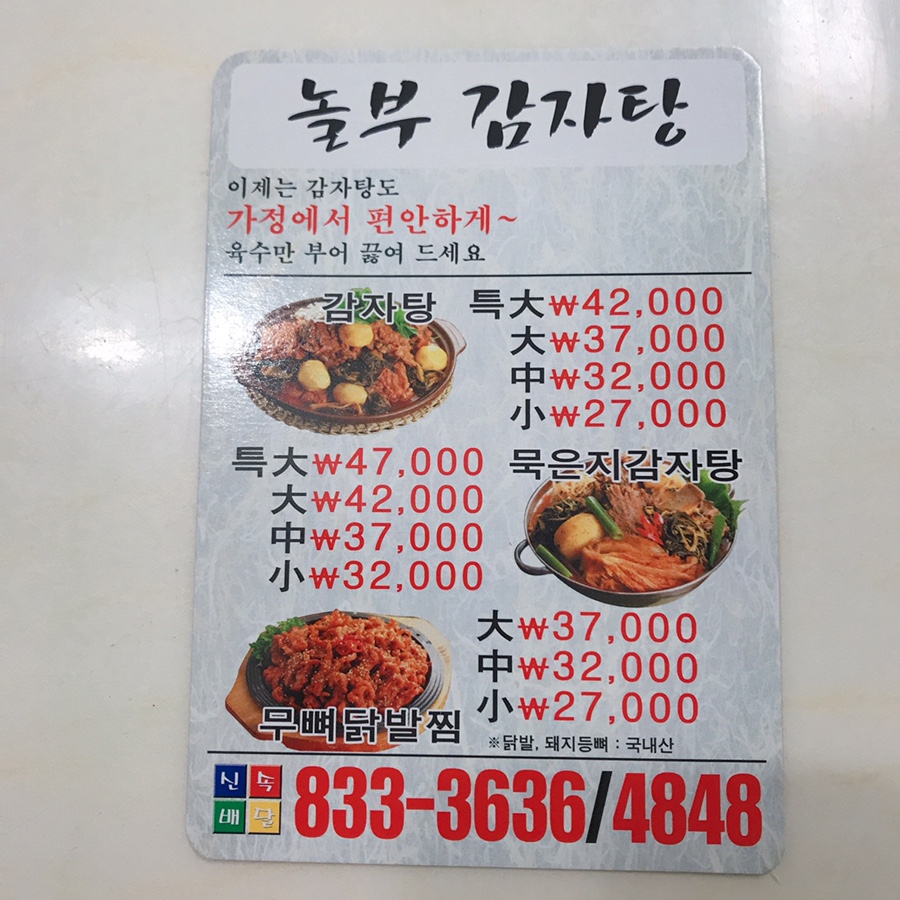 놀부 감자탕
이제는 감자탕도
가정에서 편안하게~
육수만 부어 끓여 드세요
감자탕
특大₩42,000
大₩37,000
中₩32,000
小₩27,000
묵은지감자탕
특大₩47,000
大₩42,000
中₩37,000
小₩32,000
무뼈닭발찜
大₩37,000
中₩32,000
小₩27,000
※닭발, 돼지등뼈 : 국내산
신속
배달
833-3636/4848